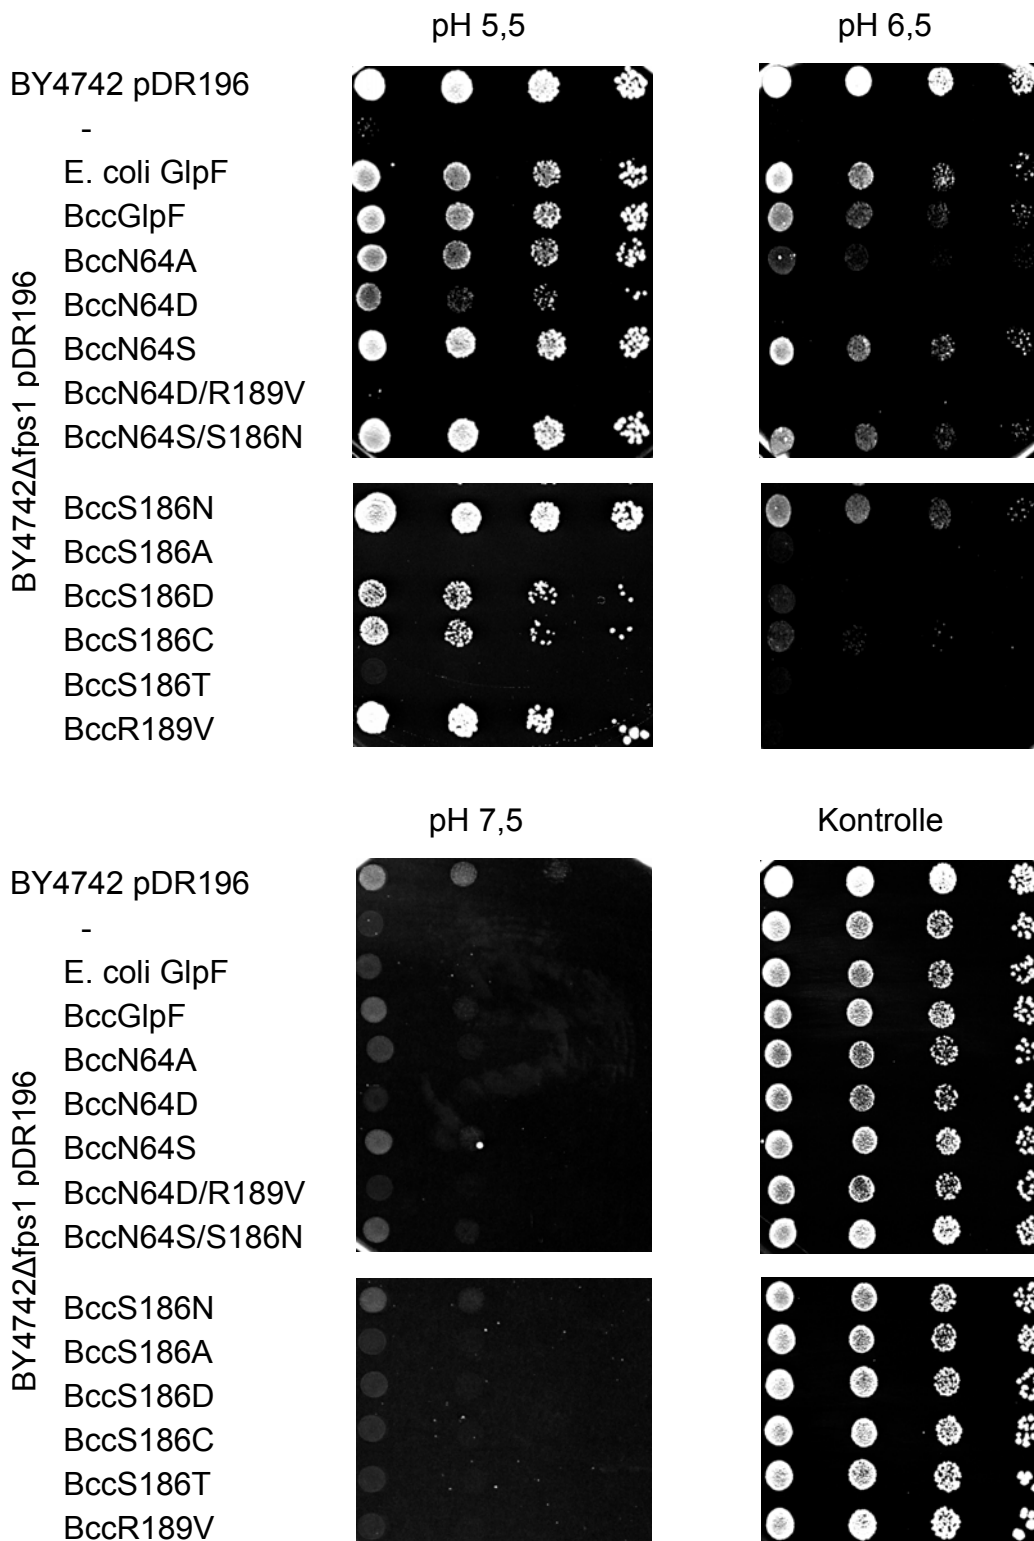 pH 5,5 pH 6,5
BY4742 pDR196
-
E. coli GlpF
BccGlpF
BccN64A
BccN64D
BccN64S
BccN64D/R189V
BccN64S/S186N
BccS186N
BccS186A
BccS186D
BccS186C
BccS186T
BccR189V
BY4742Δfps1 pDR196
pH 7,5 Kontrolle
BY4742 pDR196
-
E. coli GlpF
BccGlpF
BccN64A
BccN64D
BccN64S
BccN64D/R189V
BccN64S/S186N
BccS186N
BccS186A
BccS186D
BccS186C
BccS186T
BccR189V
BY4742Δfps1 pDR196